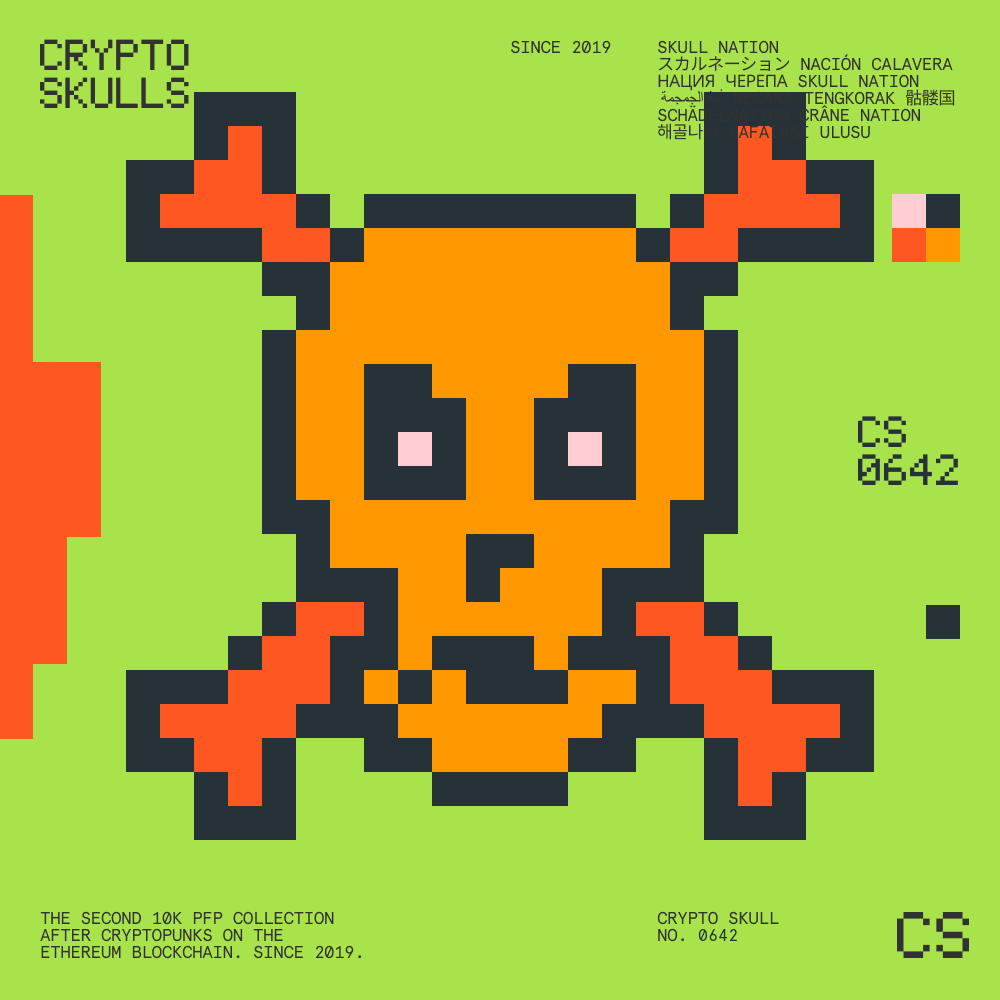 CRYPTO
SKULLS
SINCE 2019
SKULL NATION
スカルネーション NACIÓN CALAVERA
НАЦИЯ ЧЕРЕПА SKULL NATION
TENGKORAK 骷髅国
CRÂNE NATION
해골나 ULUSU
CS
0642
THE SECOND 10K PFP COLLECTION
AFTER CRYPTOPUNKS ON THE
ETHEREUM BLOCKCHAIN. SINCE 2019.
CRYPTO SKULL
NO. 0642
CS